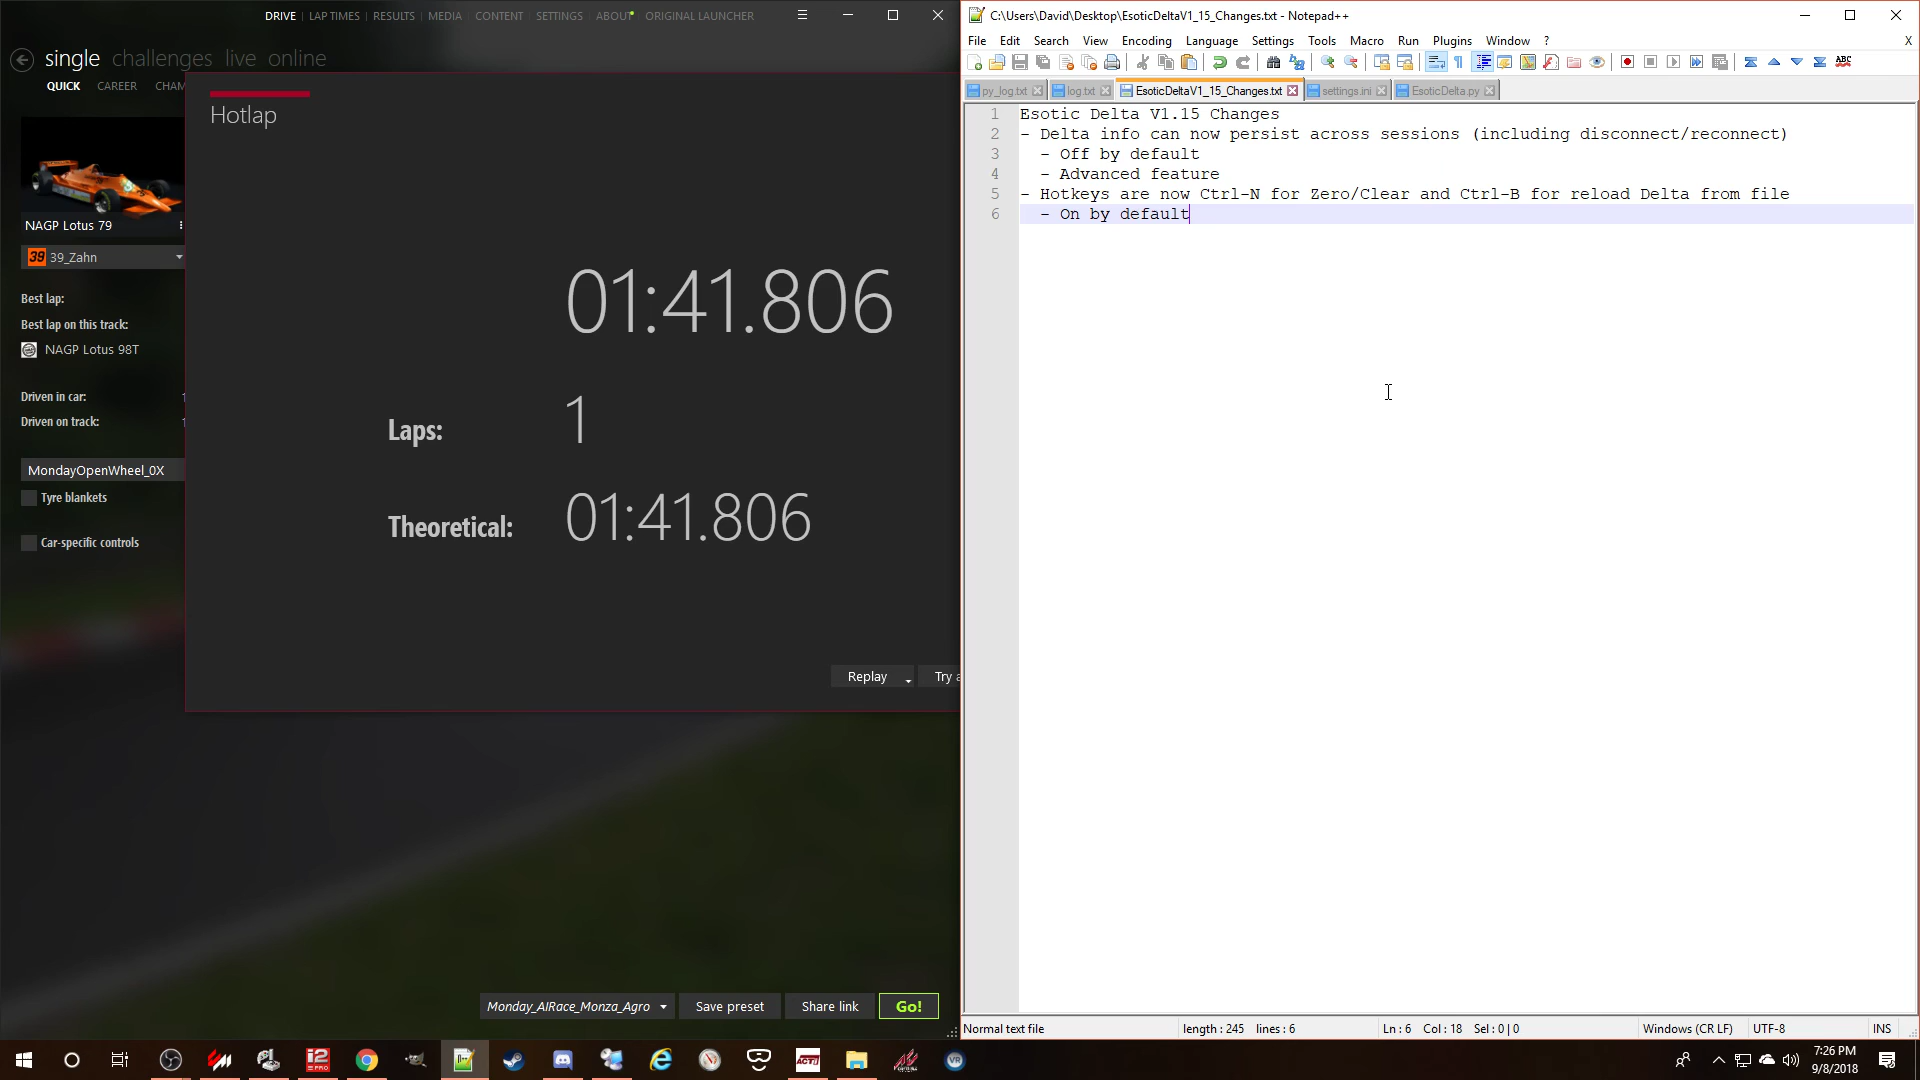 DRIVE LAP TIMES RESULTS MEDIA CONTENT SETTINGS ABOUT ORIGINAL LAUNCHER
single challenges live online
QUICK CAREER CHAM
Hotlap
NAGP Lotus 79
39 39_Zahn
Best lap:
Best lap on this track:
NAGP Lotus 98T
Driven in car:
Driven on track:
MondayOpenWheel_0X
Tyre blankets
Car-specific controls
01:41.806
Laps: 1
Theoretical: 01:41.806
Replay Try a
Monday_AIRace_Monza_Agro Save preset Share link Go!
C:\Users\David\Desktop\EsoticDeltaV1_15_Changes.txt - Notepad++
File Edit Search View Encoding Language Settings Tools Macro Run Plugins Window ? X
ABC
py_log.txt log.txt EsoticDeltaV1_15_Changes.txt settings.ini EsoticDelta.py
1 Esotic Delta V1.15 Changes
2 - Delta info can now persist across sessions (including disconnect/reconnect)
3 - Off by default
4 - Advanced feature
5 - Hotkeys are now Ctrl-N for Zero/Clear and Ctrl-B for reload Delta from file
6 - On by default
Normal text file length : 245 lines : 6 Ln : 6 Col : 18 Sel : 0 | 0 Windows (CR LF) UTF-8 INS
i2 PRO ACTI VR
7:26 PM
9/8/2018